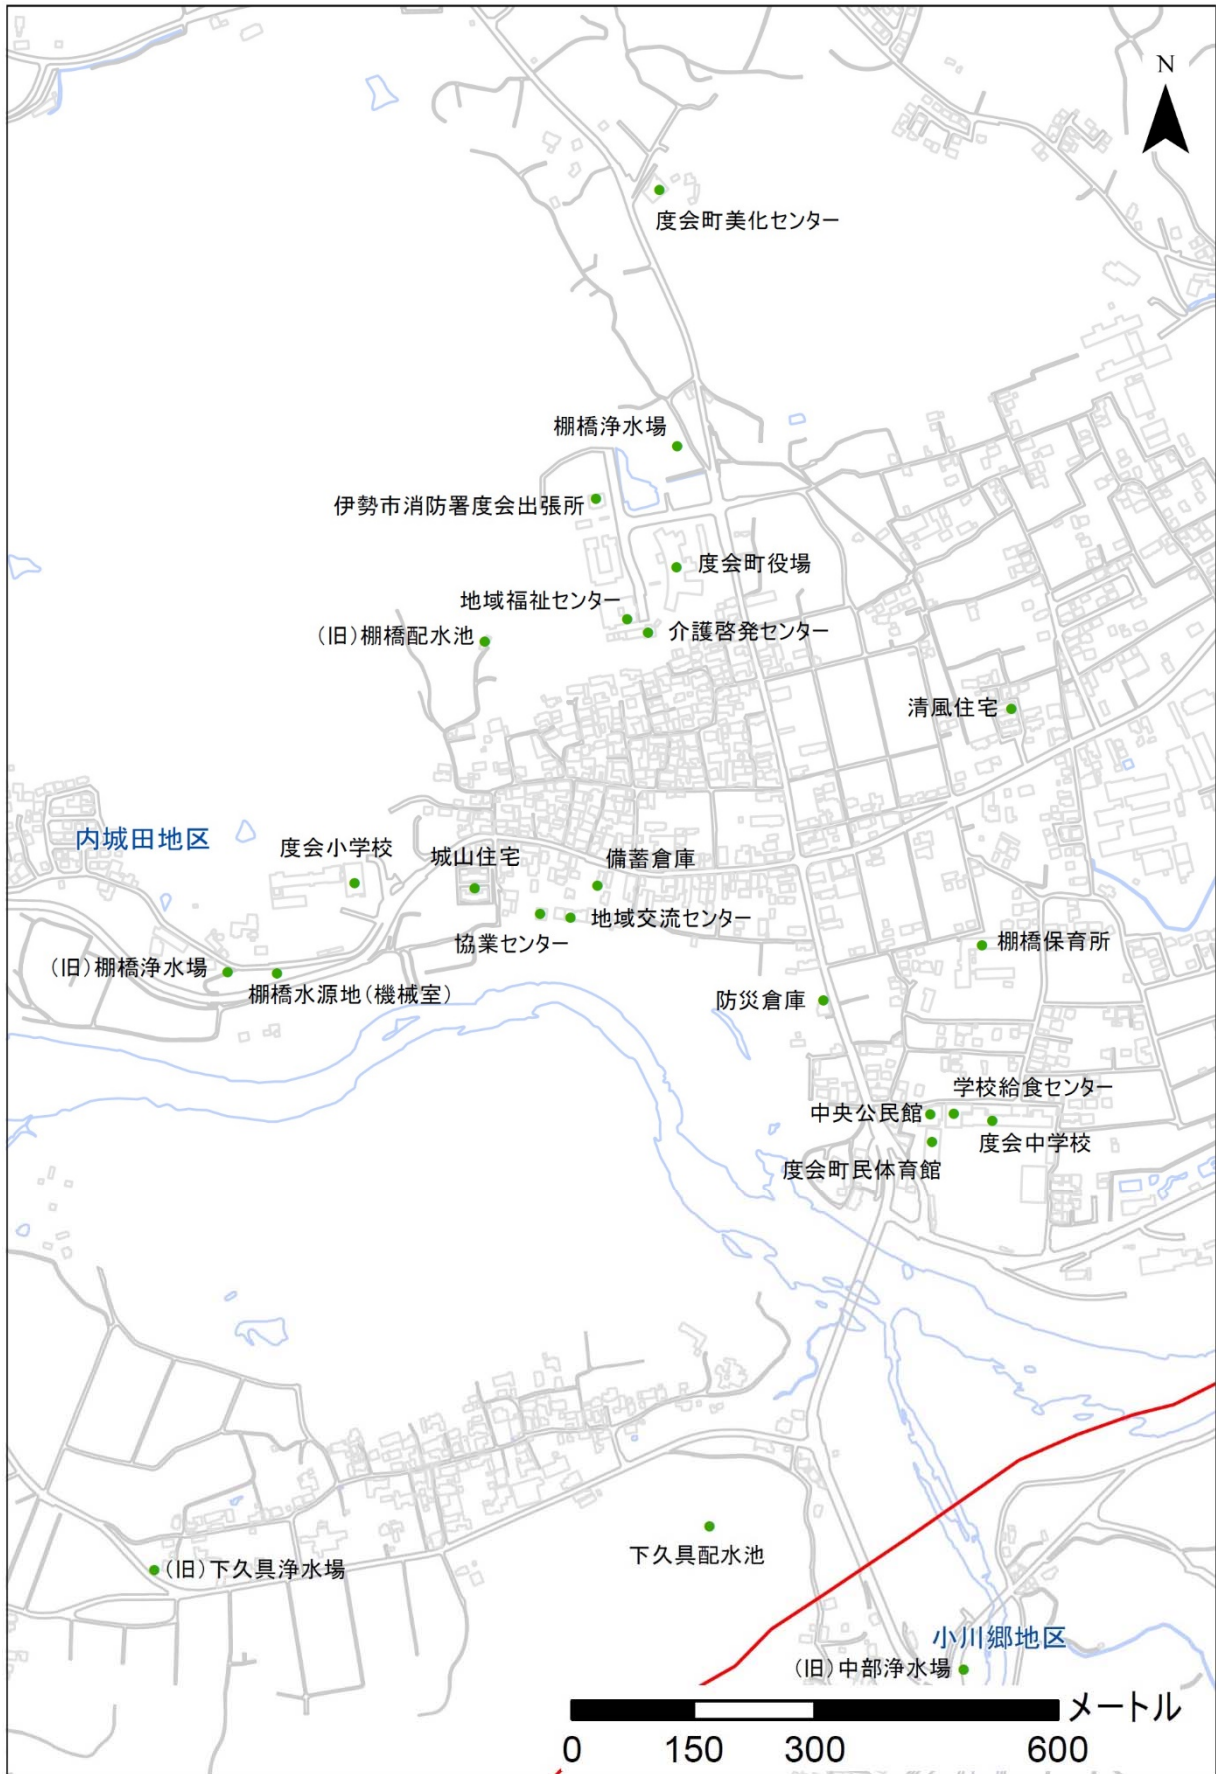 N
度会町美化センター
棚橋浄水場
伊勢市消防署度会出張所
度会町役場
地域福祉センター
(旧)棚橋配水池
介護啓発センター
清風住宅
内城田地区
度会小学校
城山住宅
備蓄倉庫
地域交流センター
協業センター
棚橋保育所
(旧)棚橋浄水場
棚橋水源地(機械室)
防災倉庫
学校給食センター
中央公民館
度会中学校
度会町民体育館
下久具配水池
(旧)下久具浄水場
小川郷地区
(旧)中部浄水場
メートル
0 150 300 600